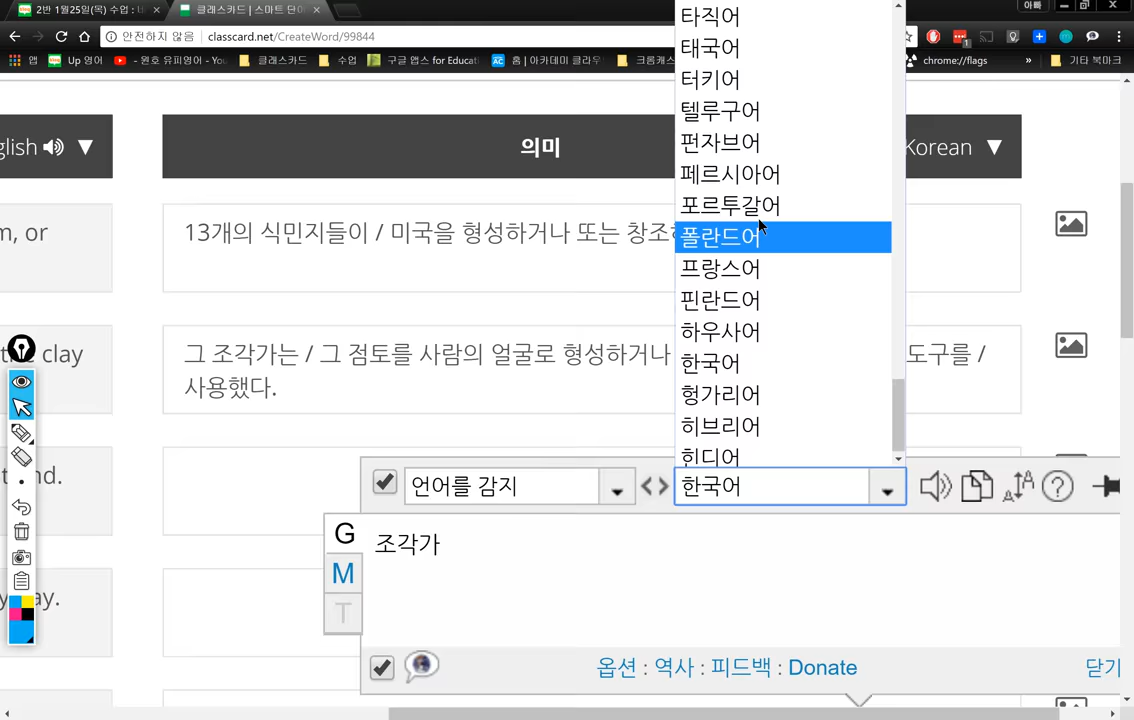 2반 1월25일(목) 수업 :
클래스카드 | 스마트 단어
아빠
안전하지 않음
classcard.net/CreateWord/99844
앱
Up 영어
- 원호 유피영어 - You
클래스카드
수업
구글 앱스 for Educati
홈 | 아카데미 클라우
크롬캐스
chrome://flags
»
기타 북마크
glish
의미
Korean
m, or
13개의 식민지들이 / 미국을 형성하거나 또는 창조하
the clay
그 조각가는 / 그 점토를 사람의 얼굴로 형성하거나
도구를 /
사용했다.
nd.
y day.
타직어
태국어
터키어
텔루구어
펀자브어
페르시아어
포르투갈어
폴란드어
프랑스어
핀란드어
하우사어
한국어
헝가리어
히브리어
힌디어
언어를 감지
<>
한국어
G
조각가
M
T
옵션 : 역사 : 피드백 : Donate
닫기